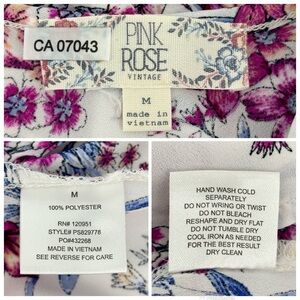 CA 07043
PINK
ROSE
VINTAGE
M
made in
vietnam
M
100% POLYESTER
RN# 120951
STYLE# PS829778
PO#432268
MADE IN VIETNAM
SEE REVERSE FOR CARE
HAND WASH COLD
SEPARATELY
DO NOT WRING OR TWIST
DO NOT BLEACH
RESHAPE AND DRY FLAT
DO NOT TUMBLE DRY
COOL IRON AS NEEDED
FOR THE BEST RESULT
DRY CLEAN